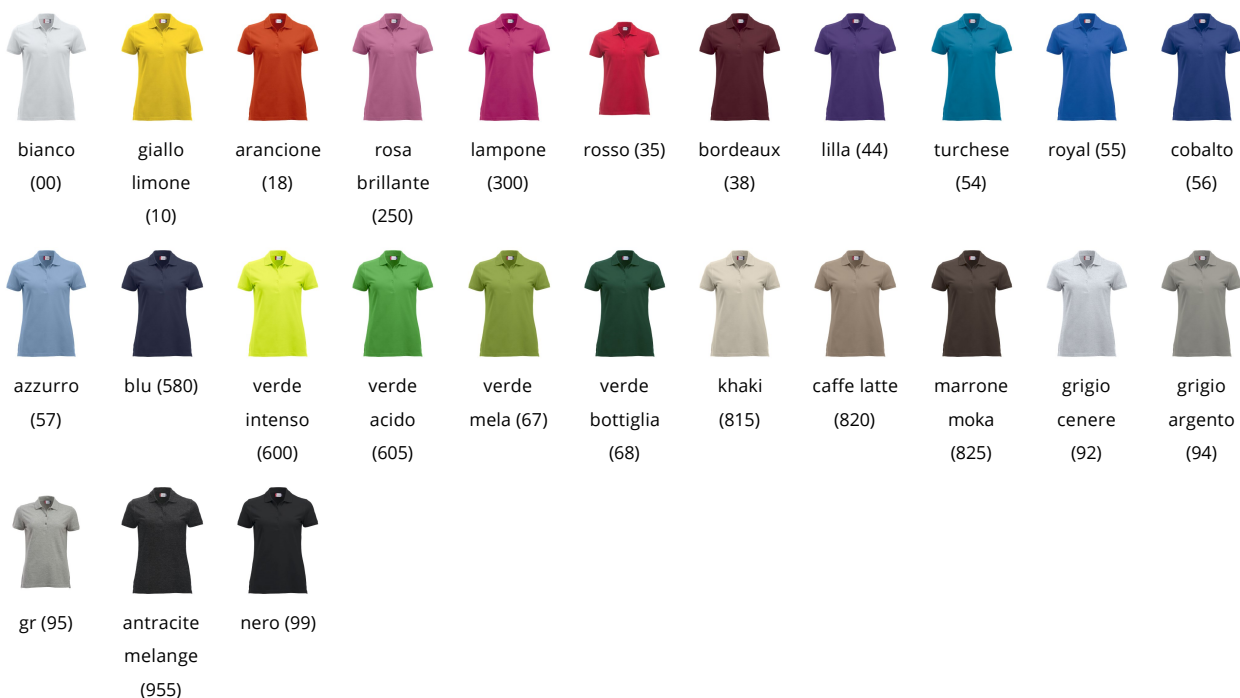 bianco
(00)
giallo
limone
(10)
arancione
(18)
rosa
brillante
(250)
lampone
(300)
rosso (35)
bordeaux
(38)
lilla (44)
turchese
(54)
royal (55)
cobalto
(56)
azzurro
(57)
blu (580)
verde
intenso
(600)
verde
acido
(605)
verde
mela (67)
verde
bottiglia
(68)
khaki
(815)
caffe latte
(820)
marrone
moka
(825)
grigio
cenere
(92)
grigio
argento
(94)
gr (95)
antracite
melange
(955)
nero (99)